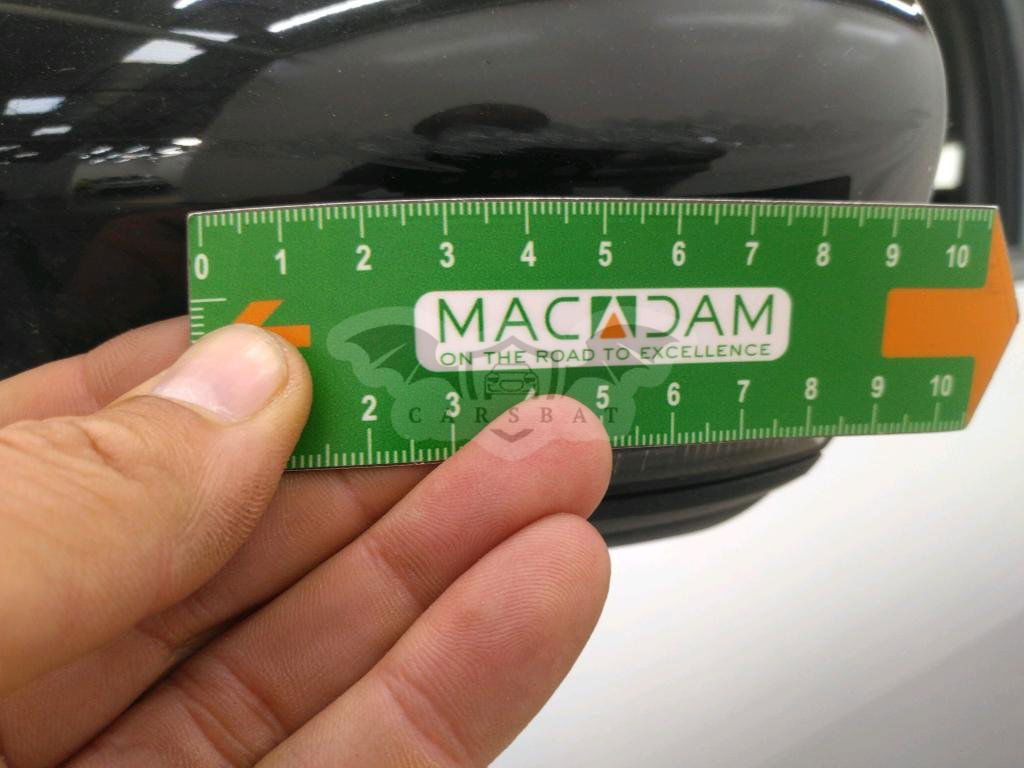 0 1 2 3 4 5 6 7 8 9 10
MACADAM
ON THE ROAD TO EXCELLENCE
2 3 4 5 6 7 8 9 10
CARSBAT